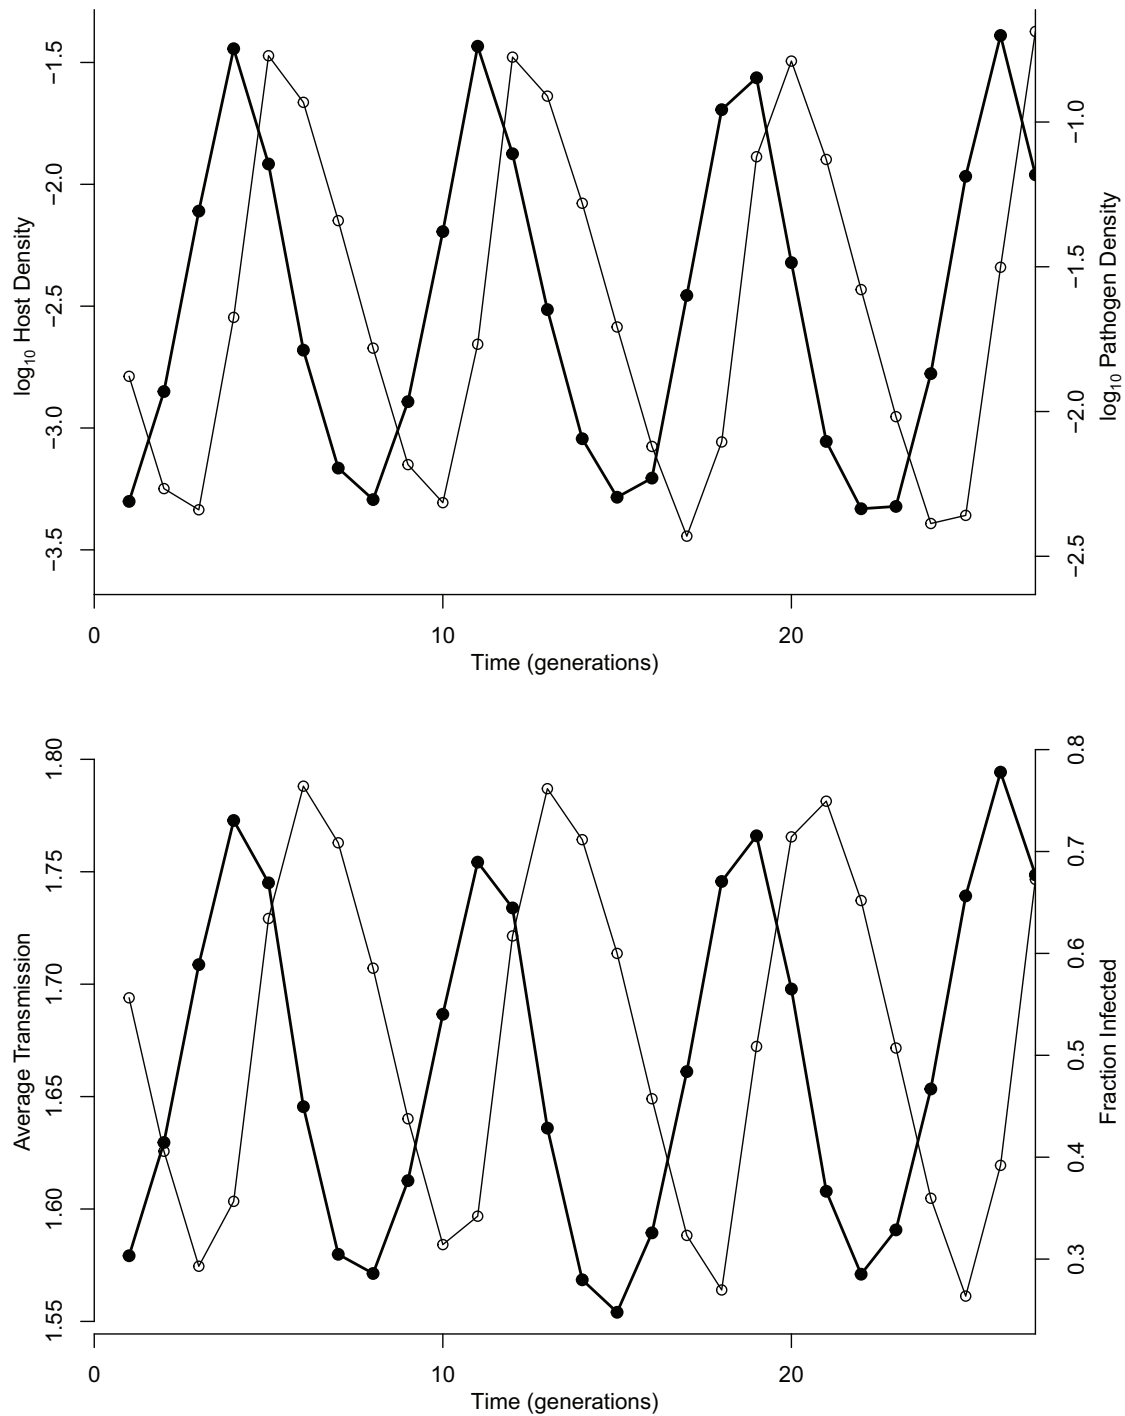 log10 Host Density
−1.5
−2.0
−2.5
−3.0
−3.5
log10 Pathogen Density
−1.0
−1.5
−2.0
−2.5
0 10 20
Time (generations)
Average Transmission
1.80
1.75
1.70
1.65
1.60
1.55
Fraction Infected
0.8
0.7
0.6
0.5
0.4
0.3
0 10 20
Time (generations)